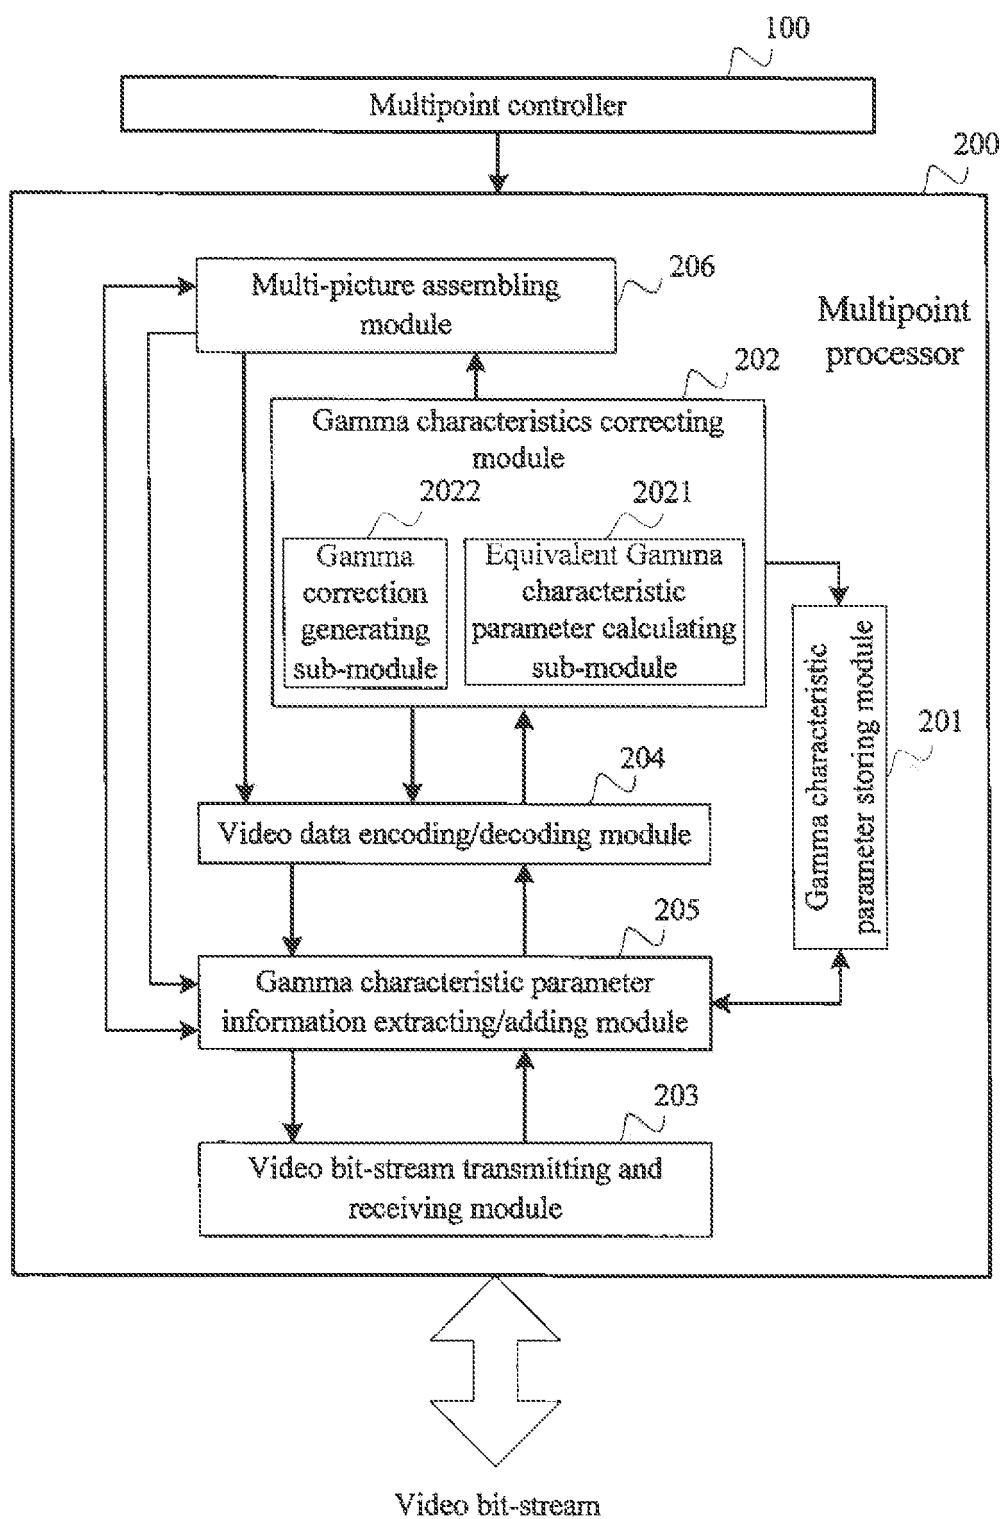 100
Multipoint controller
200
Multi-picture assembling
module
206
Multipoint
processor
202
Gamma characteristics correcting
module
2022
2021
Gamma
correction
generating
sub-module
Equivalent Gamma
characteristic
parameter calculating
sub-module
Gamma characteristic
parameter storing module
201
204
Video data encoding/decoding module
205
Gamma characteristic parameter
information extracting/adding module
203
Video bit-stream transmitting and
receiving module
Video bit-stream